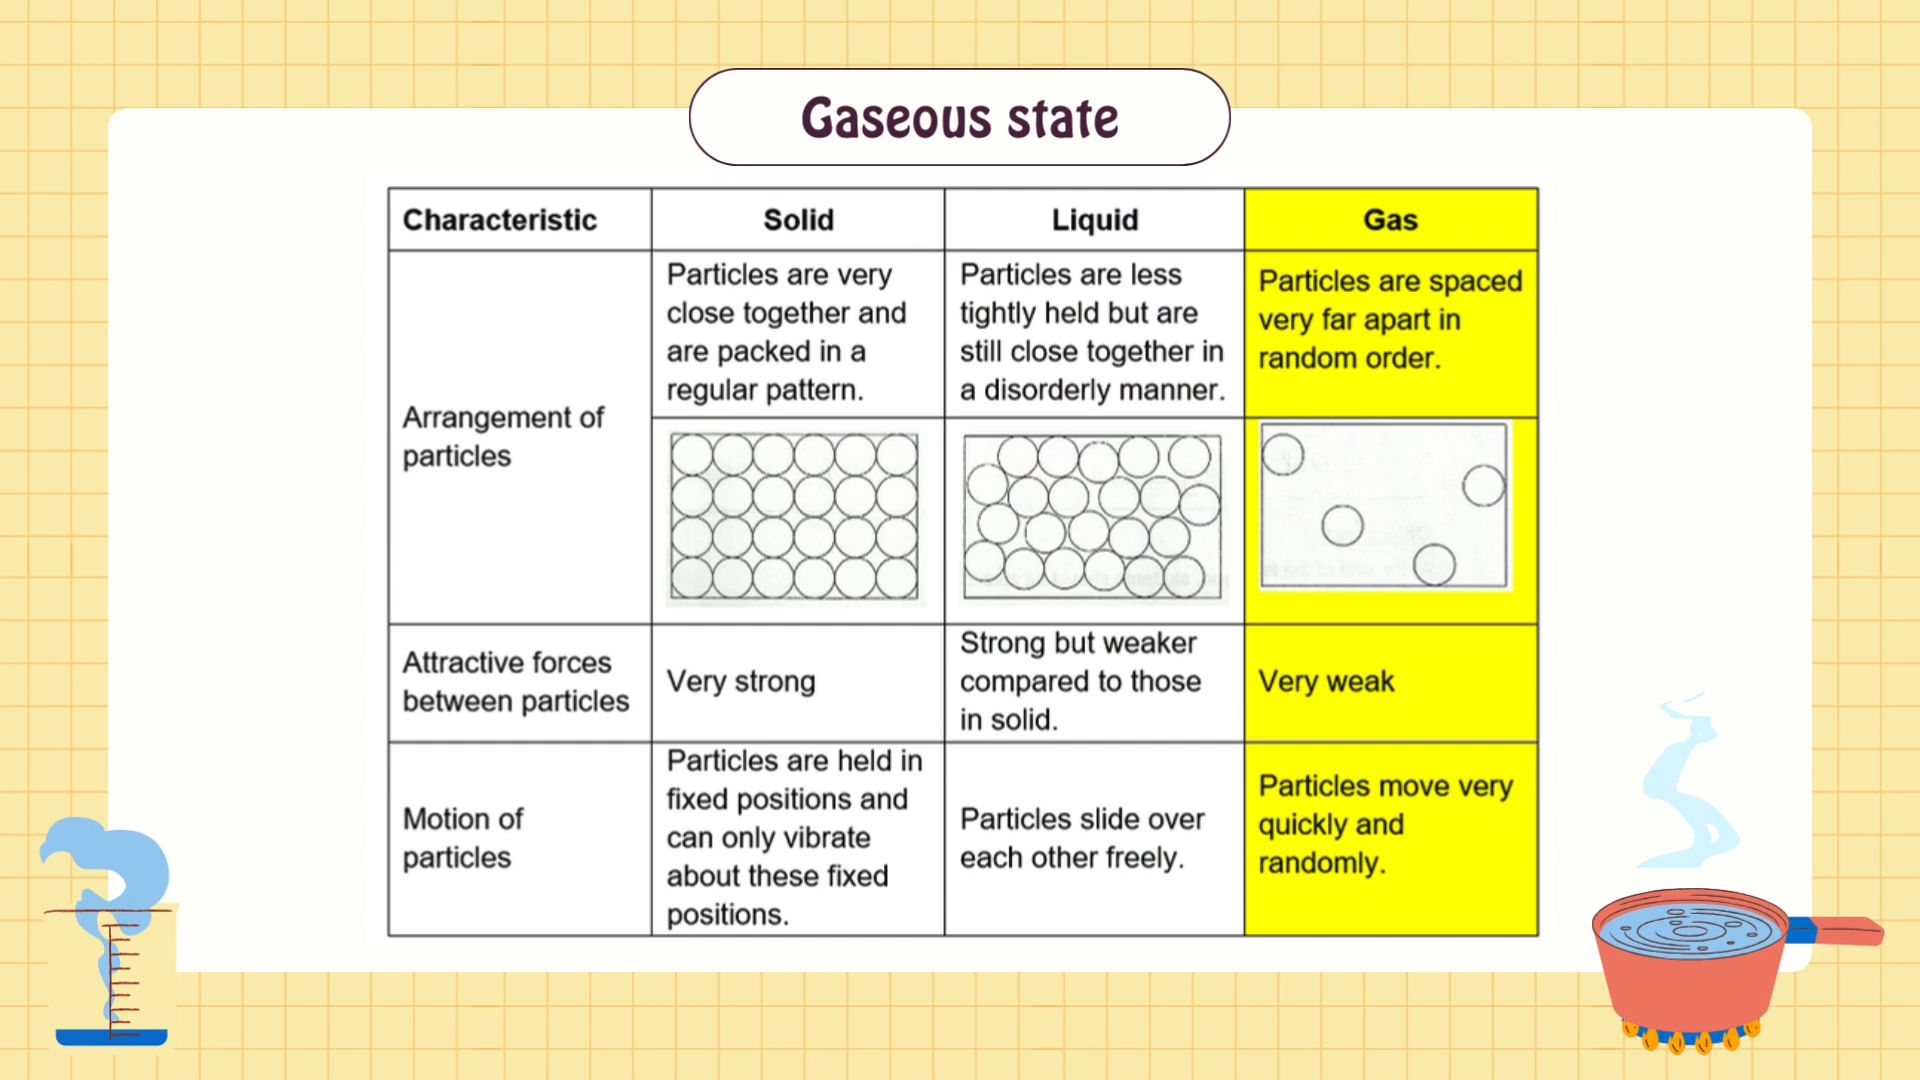 Gaseous state
Characteristic
Solid
Liquid
Gas
Arrangement of
particles
Particles are very
close together and
are packed in a
regular pattern.
Particles are less
tightly held but are
still close together in
a disorderly manner.
Particles are spaced
very far apart in
random order.
Attractive forces
between particles
Very strong
Strong but weaker
compared to those
in solid.
Very weak
Motion of
particles
Particles are held in
fixed positions and
can only vibrate
about these fixed
positions.
Particles slide over
each other freely.
Particles move very
quickly and
randomly.